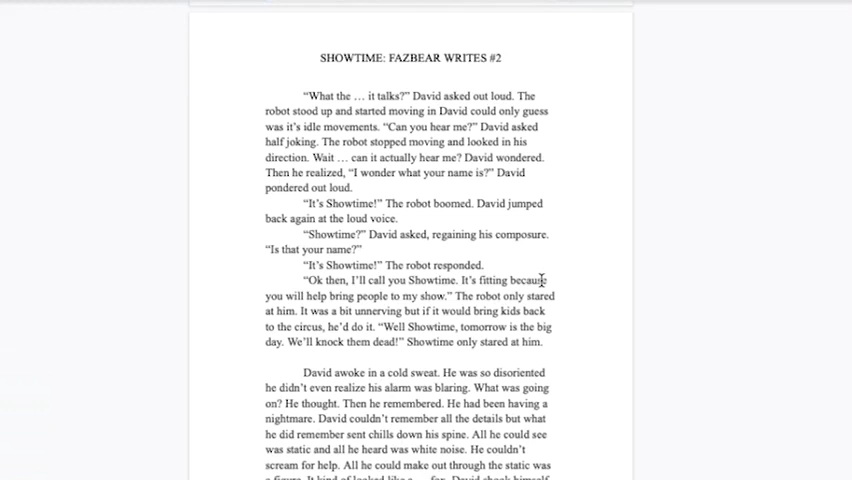 SHOWTIME: FAZBEAR WRITES #2
“What the … it talks?” David asked out loud. The
robot stood up and started moving in David could only guess
was it’s idle movements. “Can you hear me?” David asked
half joking. The robot stopped moving and looked in his
direction. Wait … can it actually hear me? David wondered.
Then he realized, “I wonder what your name is?” David
pondered out loud.
“It’s Showtime!” The robot boomed. David jumped
back again at the loud voice.
“Showtime?” David asked, regaining his composure.
“Is that your name?”
“It’s Showtime!” The robot responded.
“Ok then, I’ll call you Showtime. It’s fitting because
you will help bring people to my show.” The robot only stared
at him. It was a bit unnerving but if it would bring kids back
to the circus, he’d do it. “Well Showtime, tomorrow is the big
day. We’ll knock them dead!” Showtime only stared at him.
David awoke in a cold sweat. He was so disoriented
he didn’t even realize his alarm was blaring. What was going
on? He thought. Then he remembered. He had been having a
nightmare. David couldn’t remember all the details but what
he did remember sent chills down his spine. All he could see
was static and all he heard was white noise. He couldn’t
scream for help. All he could make out through the static was
a figure. It kind of looked like a … fox. David shook himself